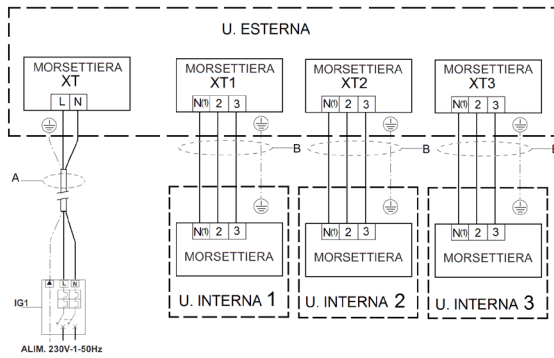 U. ESTERNA
MORSETTIERA
XT
L N
MORSETTIERA
XT1
N(1) 2 3
MORSETTIERA
XT2
N(1) 2 3
MORSETTIERA
XT3
N(1) 2 3
A
B
B
N(1) 2 3
MORSETTIERA
U. INTERNA 1
N(1) 2 3
MORSETTIERA
U. INTERNA 2
N(1) 2 3
MORSETTIERA
U. INTERNA 3
L N
IG1
ALIM. 230V-1-50Hz